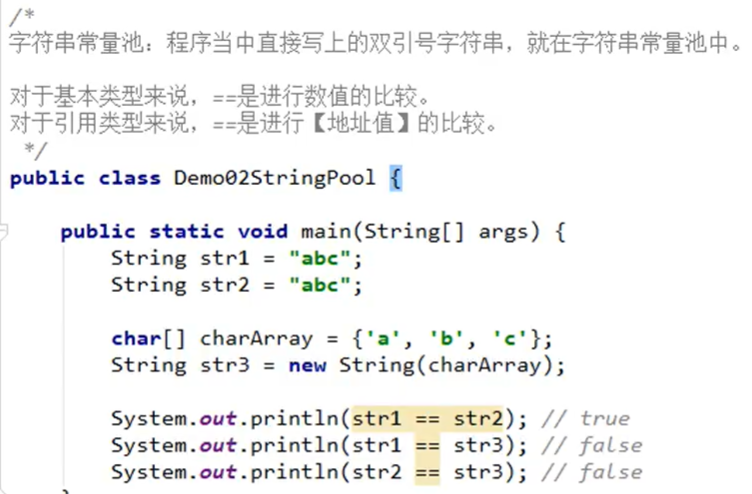 /*
字符串常量池：程序当中直接写上的双引号字符串，就在字符串常量池中。
对于基本类型来说，==是进行数值的比较。
对于引用类型来说，==是进行【地址值】的比较。
*/
public class Demo02StringPool {
public static void main(String[] args) {
String str1 = "abc";
String str2 = "abc";
char[] charArray = {'a', 'b', 'c'};
String str3 = new String(charArray);
System.out.println(str1 == str2); // true
System.out.println(str1 == str3); // false
System.out.println(str2 == str3); // false